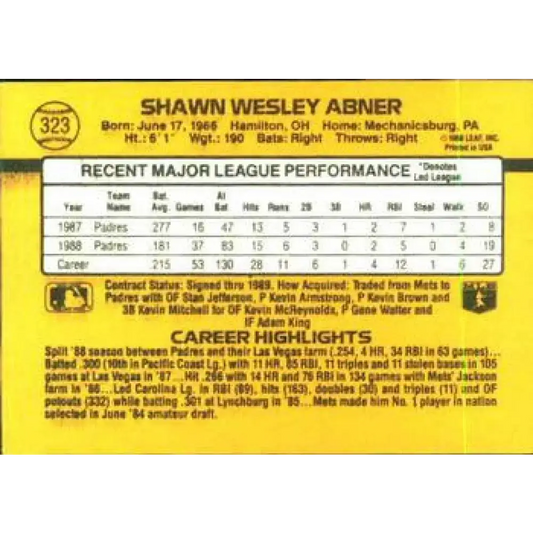 323
SHAWN WESLEY ABNER
Born: June 17, 1966 Hamilton, OH Home: Mechanicsburg, PA
Ht.: 6'1" Wgt.: 190 Bats: Right Throws: Right
© 1988 LEAF, INC.
Printed in USA
RECENT MAJOR LEAGUE PERFORMANCE *Denotes Led League
Year Team Name Bat. Avg. Games At Bat Hits Runs 2B 3B HR RBI Steal Walk SO
1987 Padres .277 16 47 13 5 3 1 2 7 1 2 8
1988 Padres .181 37 83 15 6 3 0 2 5 0 4 19
Career .215 53 130 28 11 6 1 4 12 1 6 27
Contract Status: Signed thru 1989. How Acquired: Traded from Mets to
Padres with OF Stan Jefferson, P Kevin Armstrong, P Kevin Brown and
3B Kevin Mitchell for OF Kevin McReynolds, P Gene Walter and
IF Adam King
CAREER HIGHLIGHTS
Split '88 season between Padres and their Las Vegas farm (.254, 4 HR, 34 RBI in 63 games)...
Batted .300 (10th in Pacific Coast Lg.) with 11 HR, 85 RBI, 11 triples and 11 stolen bases in 105
games at Las Vegas in '87...Hit .266 with 14 HR and 76 RBI in 134 games with Mets' Jackson
farm in '86...Led Carolina Lg. in RBI (89), hits (163), doubles (30) and triples (11) and OF
putouts (332) while batting .301 at Lynchburg in '85...Mets made him No. 1 player in nation
selected in June '84 amateur draft.